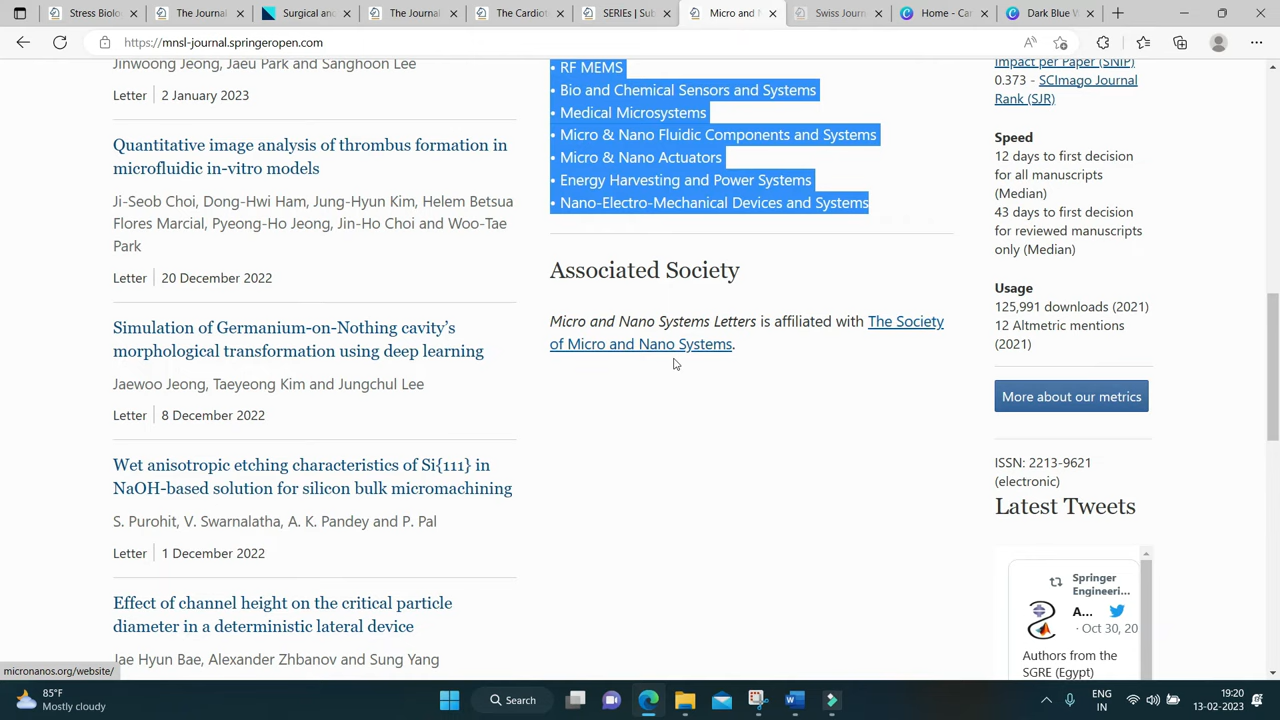 Stress Biolo
The Journal
Surgical an
The Journal
The Cardiot
SERIEs | Sub
Micro and N
Swiss Journ
Home - Can
Dark Blue W
https://mnsl-journal.springeropen.com
Jinwoong Jeong, Jaeu Park and Sanghoon Lee
Letter | 2 January 2023
Quantitative image analysis of thrombus formation in
microfluidic in-vitro models
Ji-Seob Choi, Dong-Hwi Ham, Jung-Hyun Kim, Helem Betsua
Flores Marcial, Pyeong-Ho Jeong, Jin-Ho Choi and Woo-Tae
Park
Letter | 20 December 2022
Simulation of Germanium-on-Nothing cavity's
morphological transformation using deep learning
Jaewoo Jeong, Taeyeong Kim and Jungchul Lee
Letter | 8 December 2022
Wet anisotropic etching characteristics of Si{111} in
NaOH-based solution for silicon bulk micromachining
S. Purohit, V. Swarnalatha, A. K. Pandey and P. Pal
Letter | 1 December 2022
Effect of channel height on the critical particle
diameter in a deterministic lateral device
Jae Hyun Bae, Alexander Zhbanov and Sung Yang
micronanos.org/website/
• RF MEMS
• Bio and Chemical Sensors and Systems
• Medical Microsystems
• Micro & Nano Fluidic Components and Systems
• Micro & Nano Actuators
• Energy Harvesting and Power Systems
• Nano-Electro-Mechanical Devices and Systems
Associated Society
Micro and Nano Systems Letters is affiliated with The Society
of Micro and Nano Systems.
Impact per Paper (SNIP)
0.373 - SCImago Journal
Rank (SJR)
Speed
12 days to first decision
for all manuscripts
(Median)
43 days to first decision
for reviewed manuscripts
only (Median)
Usage
125,991 downloads (2021)
12 Altmetric mentions
(2021)
More about our metrics
ISSN: 2213-9621
(electronic)
Latest Tweets
Springer
Engineeri...
A...
· Oct 30, 20
Authors from the
SGRE (Egypt)
85°F
Mostly cloudy
Search
ENG
IN
19:20
13-02-2023